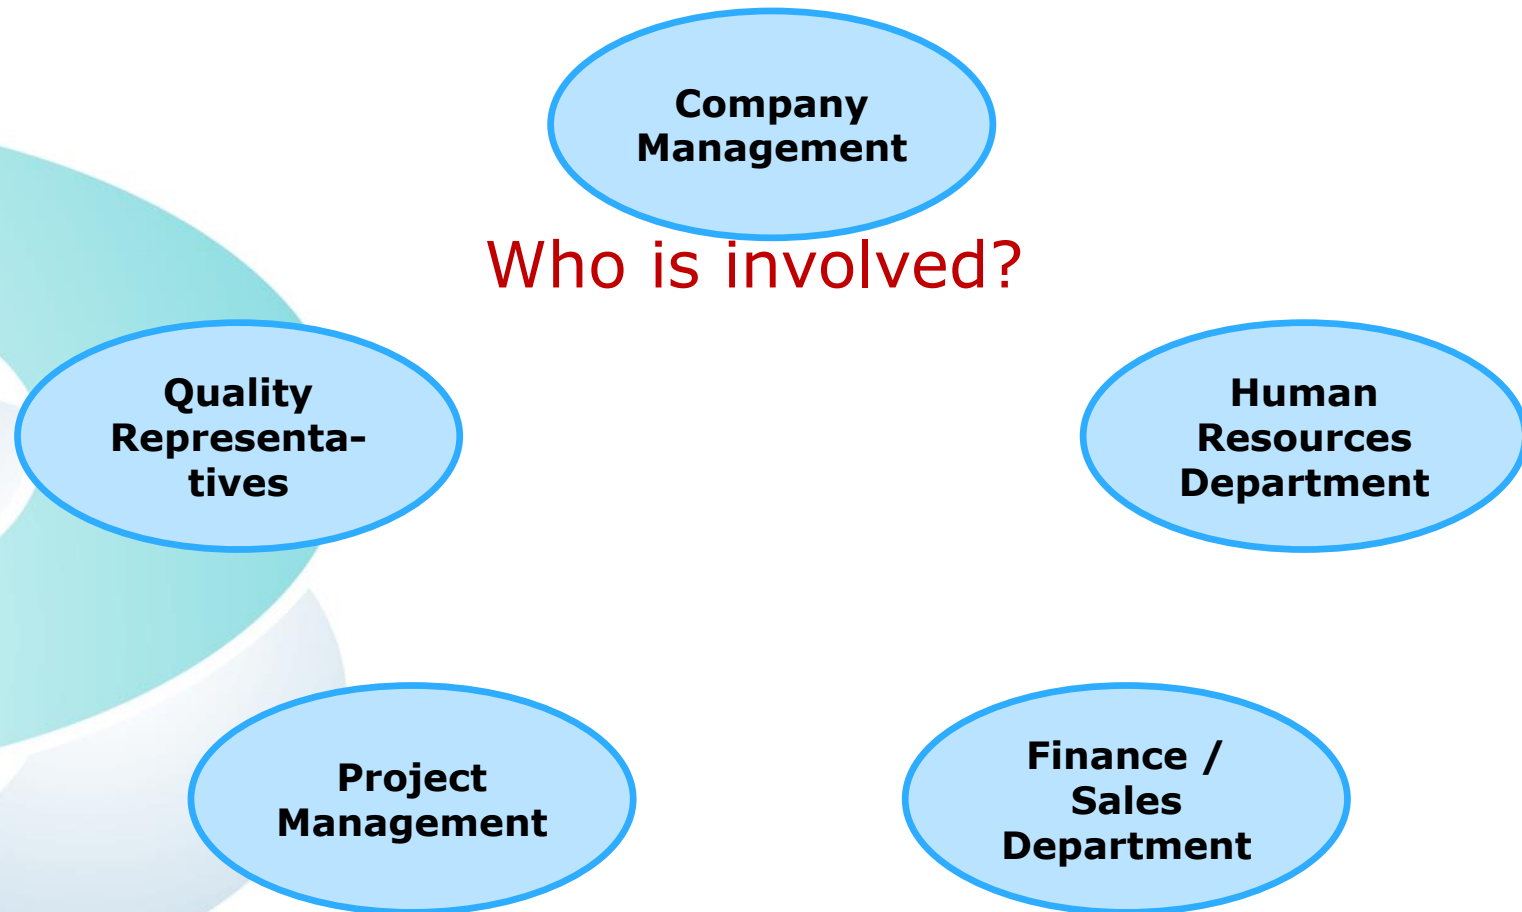 Company
Management
Who is involved?
Quality
Representa-
tives
Human
Resources
Department
Project
Management
Finance /
Sales
Department